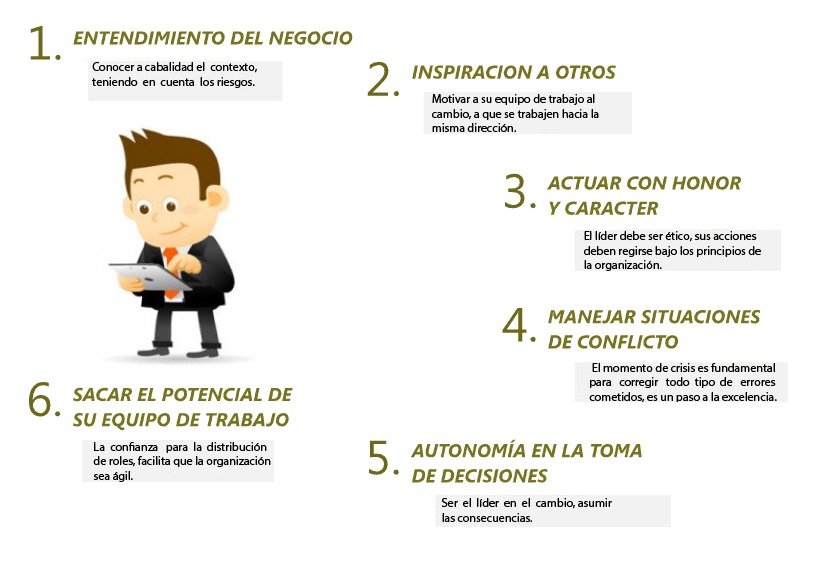 1. ENTENDIMIENTO DEL NEGOCIO
Conocer a cabalidad el contexto,
teniendo en cuenta los riesgos.
2. INSPIRACION A OTROS
Motivar a su equipo de trabajo al
cambio, a que se trabajen hacia la
misma dirección.
3. ACTUAR CON HONOR
Y CARACTER
El líder debe ser ético, sus acciones
deben regirse bajo los principios de
la organización.
4. MANEJAR SITUACIONES
DE CONFLICTO
El momento de crisis es fundamental
para corregir todo tipo de errores
cometidos, es un paso a la excelencia.
5. AUTONOMÍA EN LA TOMA
DE DECISIONES
Ser el líder en el cambio, asumir
las consecuencias.
6. SACAR EL POTENCIAL DE
SU EQUIPO DE TRABAJO
La confianza para la distribución
de roles, facilita que la organización
sea ágil.